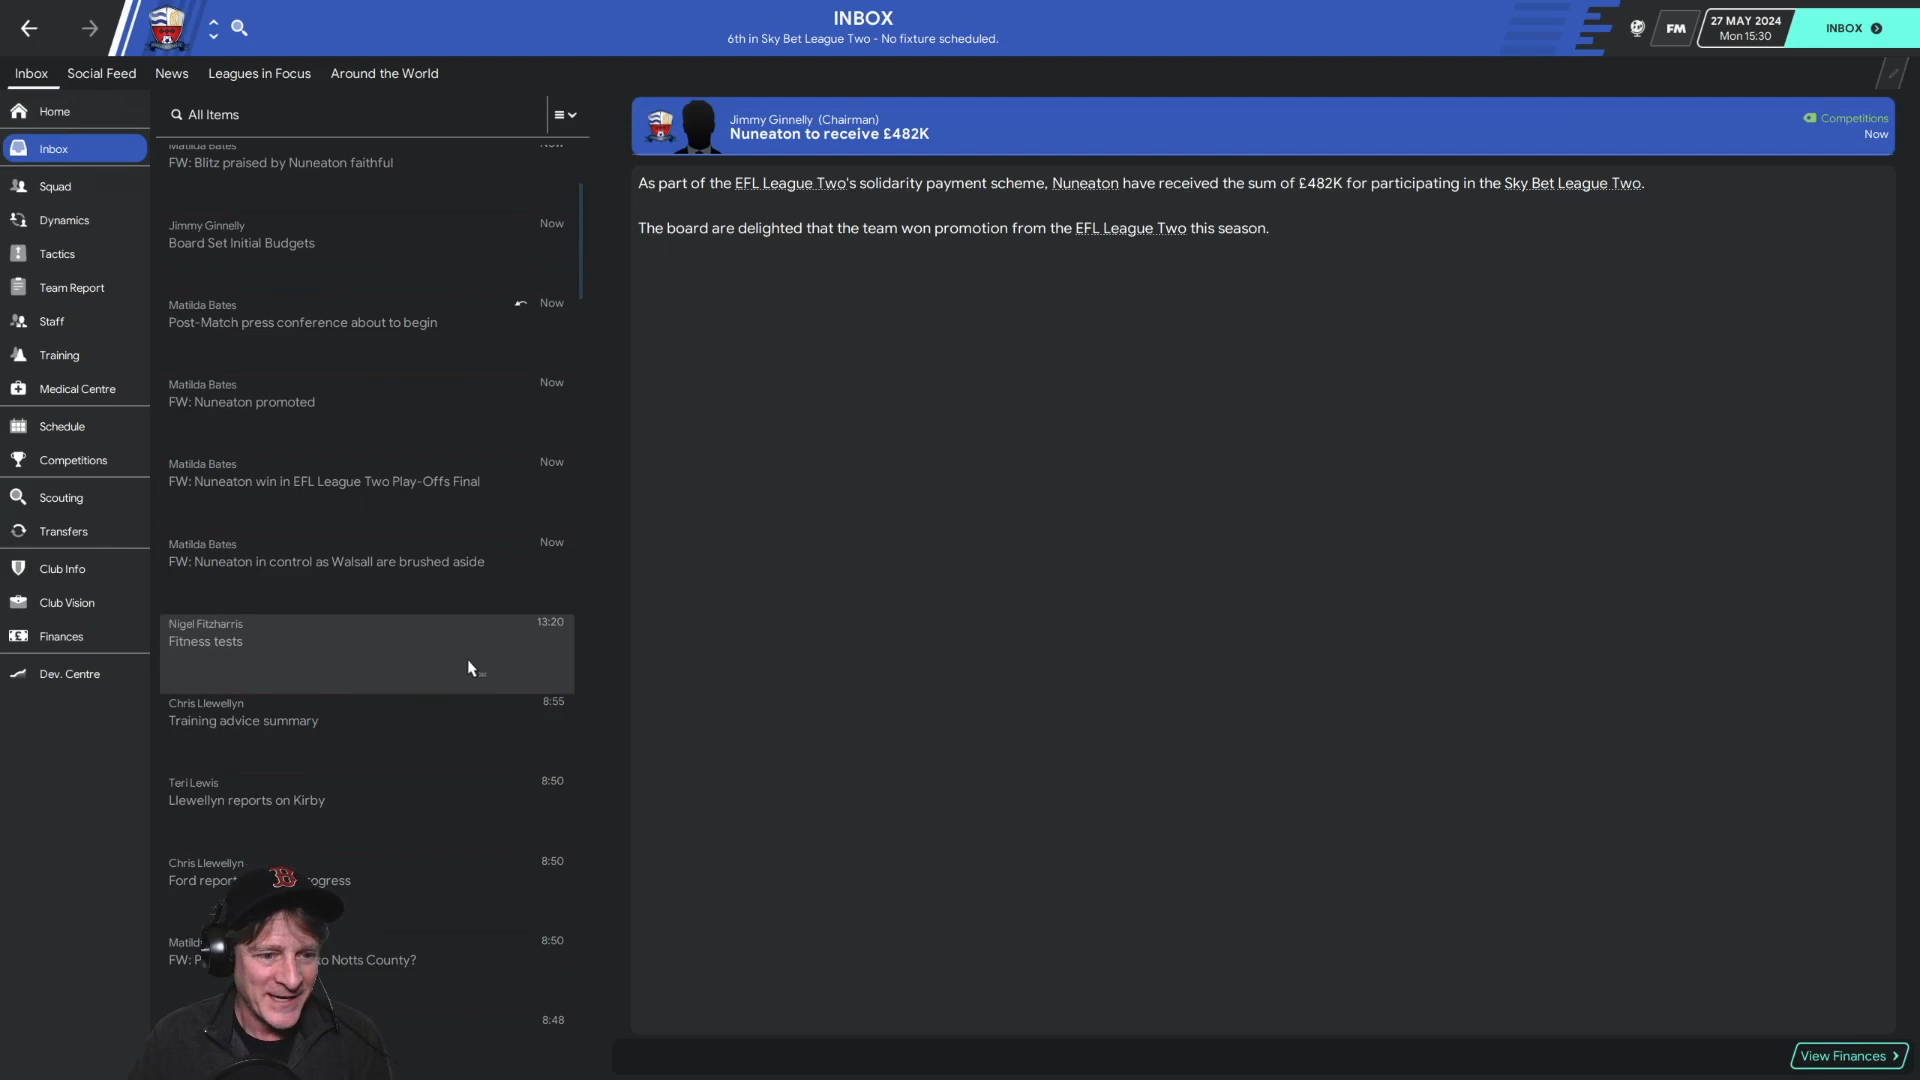 INBOX
6th in Sky Bet League Two - No fixture scheduled.
FM
27 MAY 2024
Mon 15:30
INBOX
Inbox
Social Feed
News
Leagues in Focus
Around the World
Home
Inbox
Squad
Dynamics
Tactics
Team Report
Staff
Training
Medical Centre
Schedule
Competitions
Scouting
Transfers
Club Info
Club Vision
Finances
Dev. Centre
All Items
Matilda Bates
Now
FW: Blitz praised by Nuneaton faithful
Jimmy Ginnelly
Now
Board Set Initial Budgets
Matilda Bates
Now
Post-Match press conference about to begin
Matilda Bates
Now
FW: Nuneaton promoted
Matilda Bates
Now
FW: Nuneaton win in EFL League Two Play-Offs Final
Matilda Bates
Now
FW: Nuneaton in control as Walsall are brushed aside
Nigel Fitzharris
13:20
Fitness tests
Chris Llewellyn
8:55
Training advice summary
Teri Lewis
8:50
Llewellyn reports on Kirby
Chris Llewellyn
8:50
Ford
8:50
FW:
to Notts County?
8:48
Jimmy Ginnelly (Chairman)
Nuneaton to receive £482K
Competitions
Now
As part of the EFL League Two's solidarity payment scheme, Nuneaton have received the sum of £482K for participating in the Sky Bet League Two.
The board are delighted that the team won promotion from the EFL League Two this season.
View Finances
B